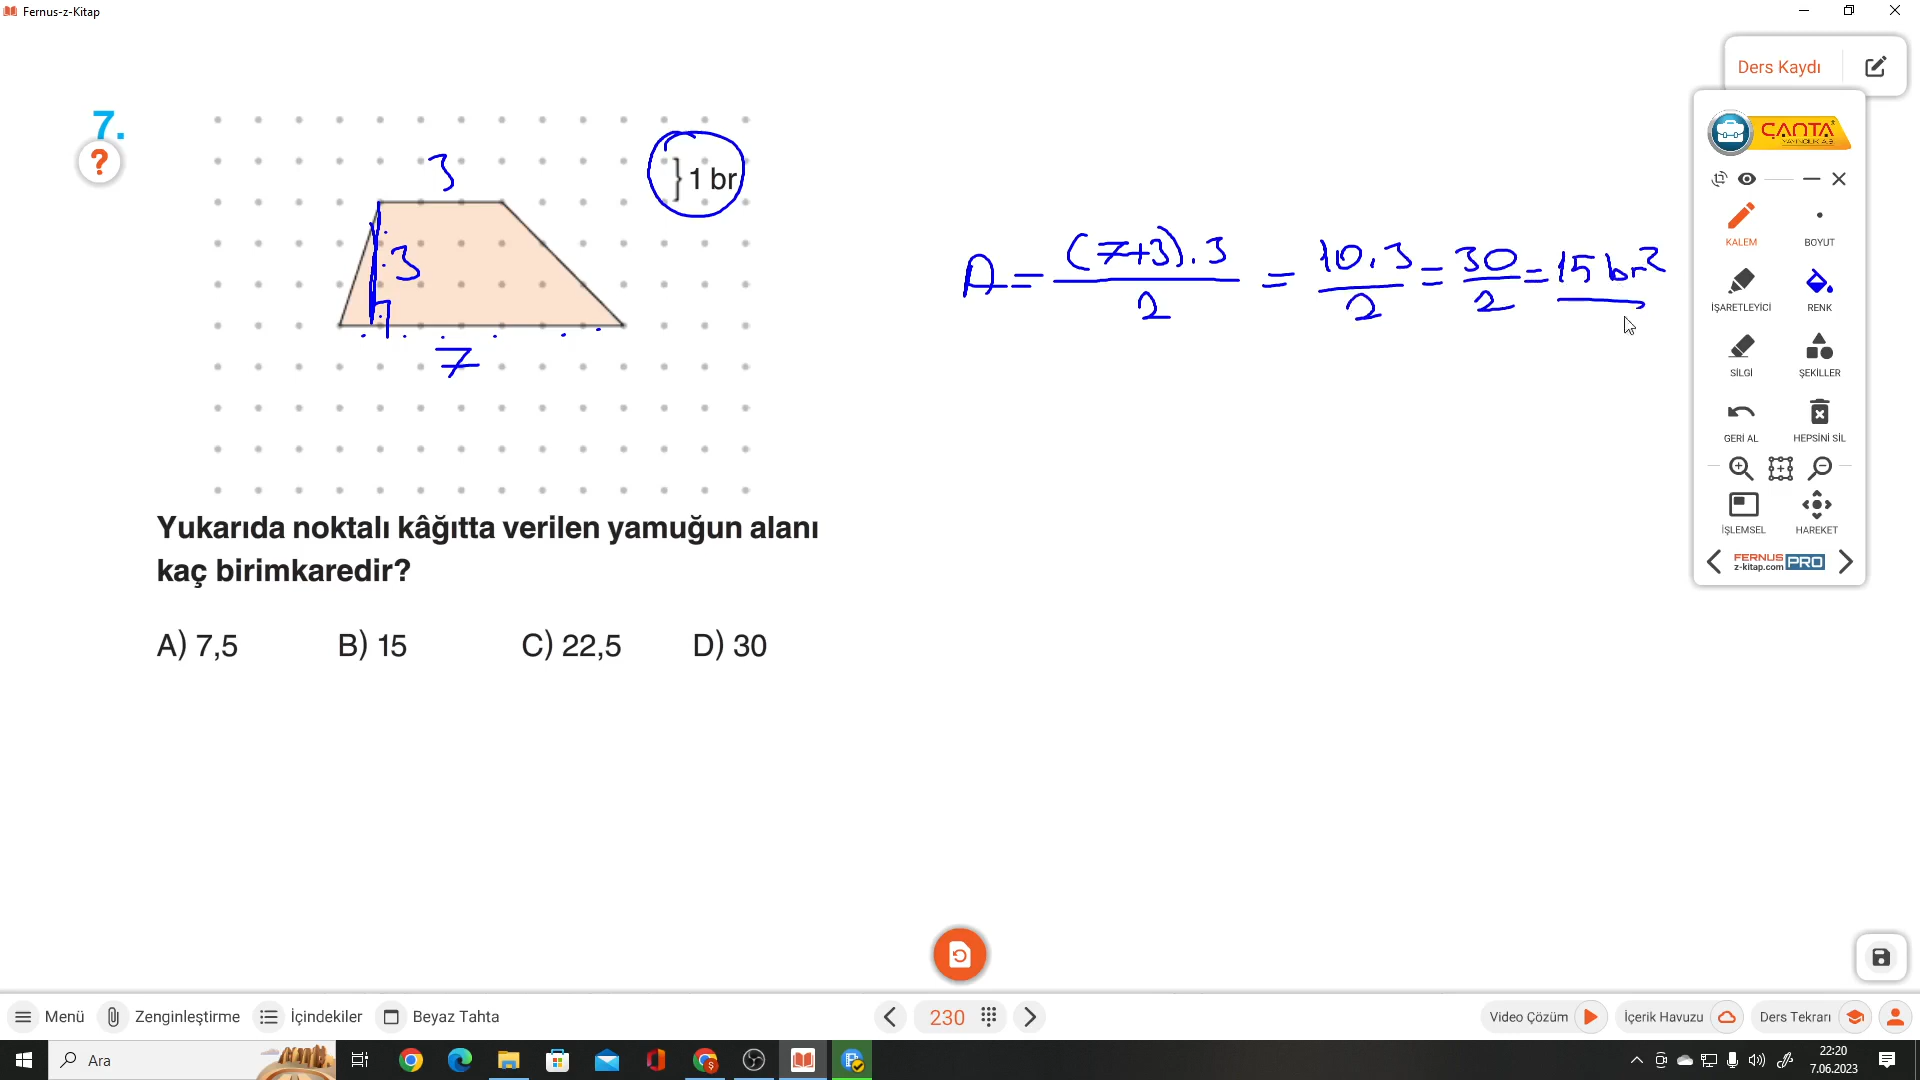 Fernus-z-Kitap
Ders Kaydı
7.
?
3
} 1 br
3
7
A = (7+3).3 / 2 = 10.3 / 2 = 30 / 2 = 15 br²
Yukarıda noktalı kâğıtta verilen yamuğun alanı
kaç birimkaredir?
A) 7,5 B) 15 C) 22,5 D) 30
ÇANTA
KALEM BOYUT
İŞARETLEYİCİ RENK
SİLGİ ŞEKİLLER
GERİ AL HEPSİNİ SİL
İŞLEMSEL HAREKET
FERNUS PRO
z-kitap.com
Menü Zenginleştirme İçindekiler Beyaz Tahta 230 Video Çözüm İçerik Havuzu Ders Tekrarı
Ara
22:20
7.06.2023